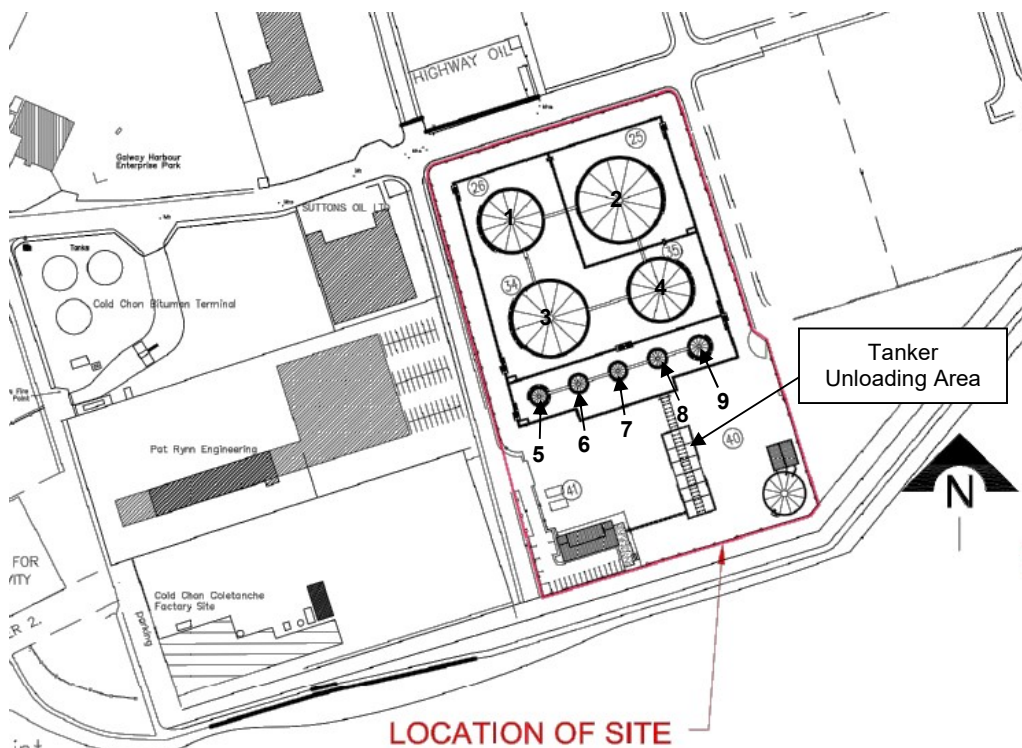 HIGHWAY OIL
Galway Harbour
Enterprise Park
25
26
1
2
SUTTONS OIL LTD
35
Tanks
34
4
3
Cold Chon Bitumen Terminal
Tanker
Unloading Area
9
8
7
6
5
40
Pat Rynn Engineering
41
N
FOR
Cold Chon Coletanche
Factory Site
parking
R 2.
LOCATION OF SITE